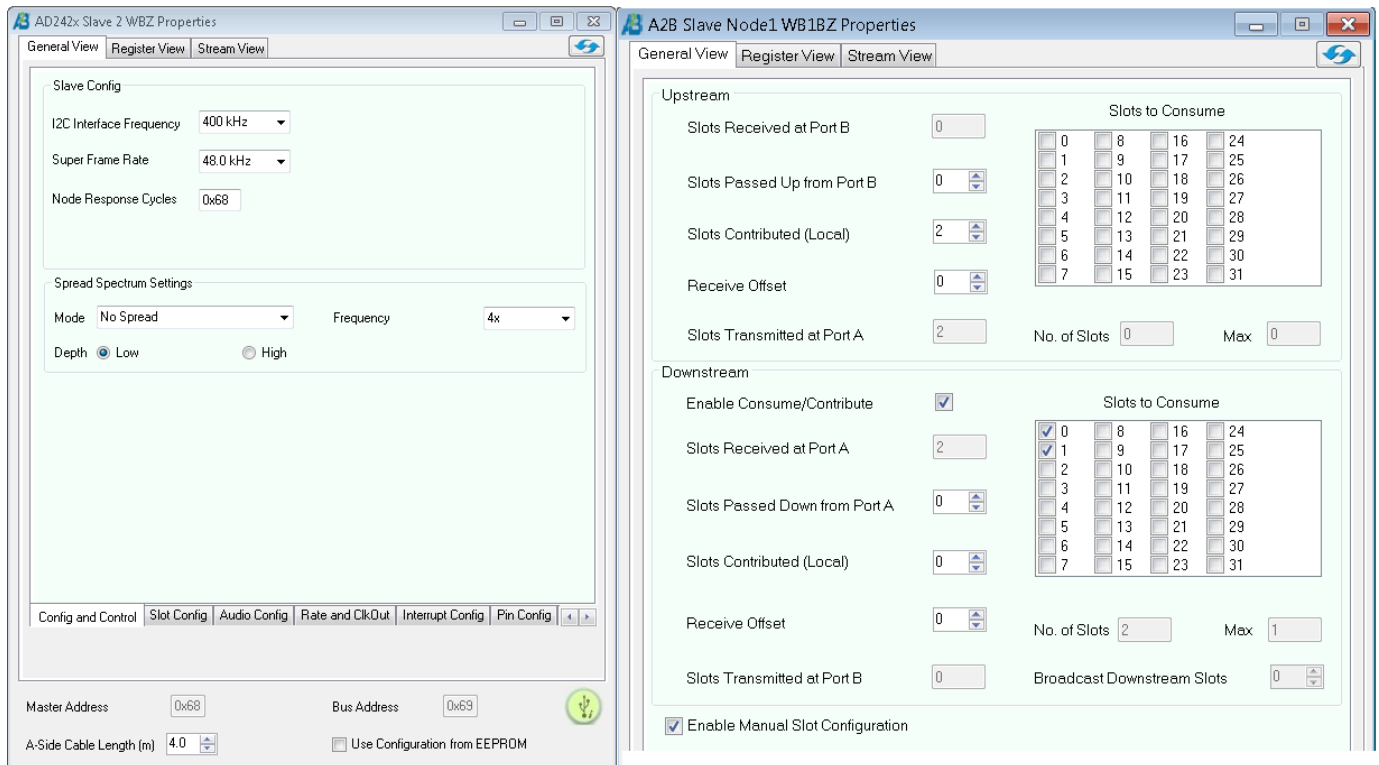 AD242x Slave 2 WBZ Properties
General View Register View Stream View
Slave Config
I2C Interface Frequency 400 kHz
Super Frame Rate 48.0 kHz
Node Response Cycles 0x68
Spread Spectrum Settings
Mode No Spread Frequency 4x
Depth Low High
Config and Control Slot Config Audio Config Rate and ClkOut Interrupt Config Pin Config
Master Address 0x68 Bus Address 0x69
A-Side Cable Length (m) 4.0 Use Configuration from EEPROM
A2B Slave Node1 WB1BZ Properties
General View Register View Stream View
Upstream
Slots to Consume
Slots Received at Port B 0
0 8 16 24
1 9 17 25
2 10 18 26
3 11 19 27
4 12 20 28
5 13 21 29
6 14 22 30
7 15 23 31
Slots Passed Up from Port B 0
Slots Contributed (Local) 2
Receive Offset 0
Slots Transmitted at Port A 2 No. of Slots 0 Max 0
Downstream
Enable Consume/Contribute Slots to Consume
0 8 16 24
1 9 17 25
2 10 18 26
3 11 19 27
4 12 20 28
5 13 21 29
6 14 22 30
7 15 23 31
Slots Received at Port A 2
Slots Passed Down from Port A 0
Slots Contributed (Local) 0
Receive Offset 0 No. of Slots 2 Max 1
Slots Transmitted at Port B 0 Broadcast Downstream Slots 0
Enable Manual Slot Configuration